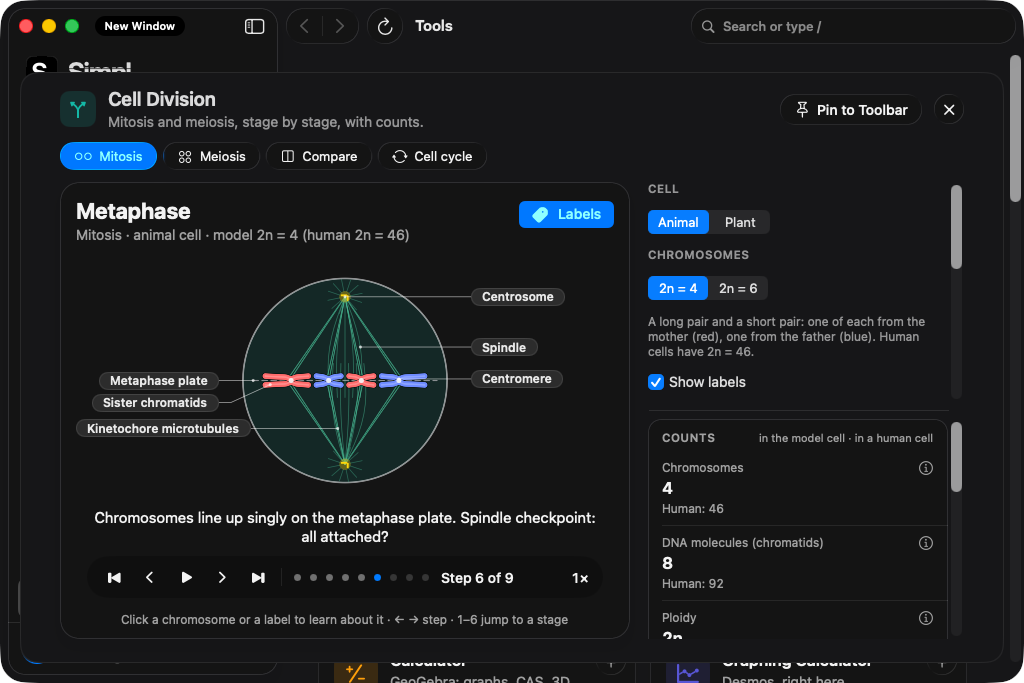 New Window
Tools
Search or type /
Simpl
Cell Division
Mitosis and meiosis, stage by stage, with counts.
Pin to Toolbar
Mitosis
Meiosis
Compare
Cell cycle
Metaphase
Mitosis · animal cell · model 2n = 4 (human 2n = 46)
Labels
Centrosome
Spindle
Centromere
Metaphase plate
Sister chromatids
Kinetochore microtubules
Chromosomes line up singly on the metaphase plate. Spindle checkpoint:
all attached?
Step 6 of 9
1×
Click a chromosome or a label to learn about it · ← → step · 1–6 jump to a stage
CELL
Animal
Plant
CHROMOSOMES
2n = 4
2n = 6
A long pair and a short pair: one of each from the
mother (red), one from the father (blue). Human
cells have 2n = 46.
Show labels
COUNTS
in the model cell · in a human cell
Chromosomes
4
Human: 46
DNA molecules (chromatids)
8
Human: 92
Ploidy
2n
Calculator
GeoGebra: graphs, CAS, 3D
Graphing Calculator
Desmos, right here